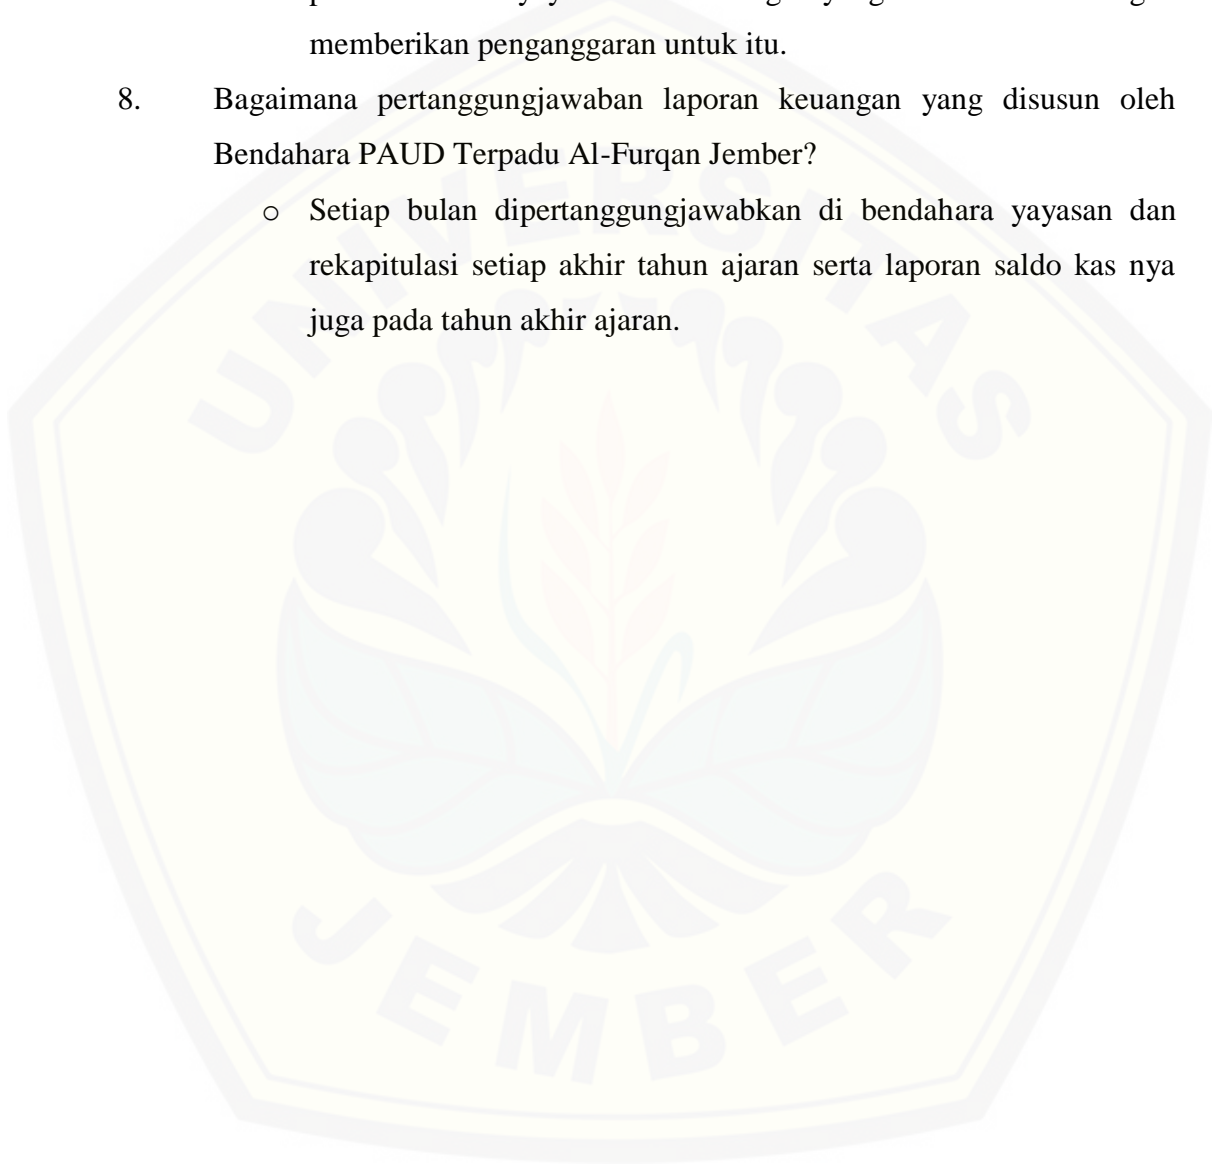 memberikan penganggaran untuk itu.
8. Bagaimana pertanggungjawaban laporan keuangan yang disusun oleh
Bendahara PAUD Terpadu Al-Furqan Jember?
o Setiap bulan dipertanggungjawabkan di bendahara yayasan dan
rekapitulasi setiap akhir tahun ajaran serta laporan saldo kas nya
juga pada tahun akhir ajaran.
UNIVERSITAS
JEMBER